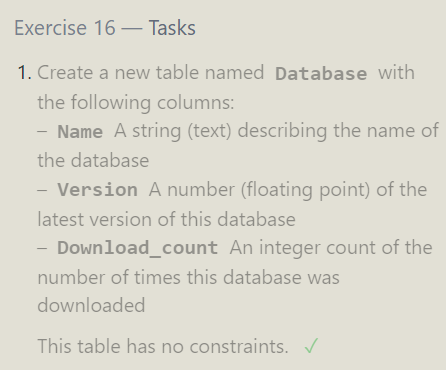 Exercise 16 — Tasks
1. Create a new table named Database with
the following columns:
– Name A string (text) describing the name of
the database
– Version A number (floating point) of the
latest version of this database
– Download_count An integer count of the
number of times this database was
downloaded
This table has no constraints. ✓